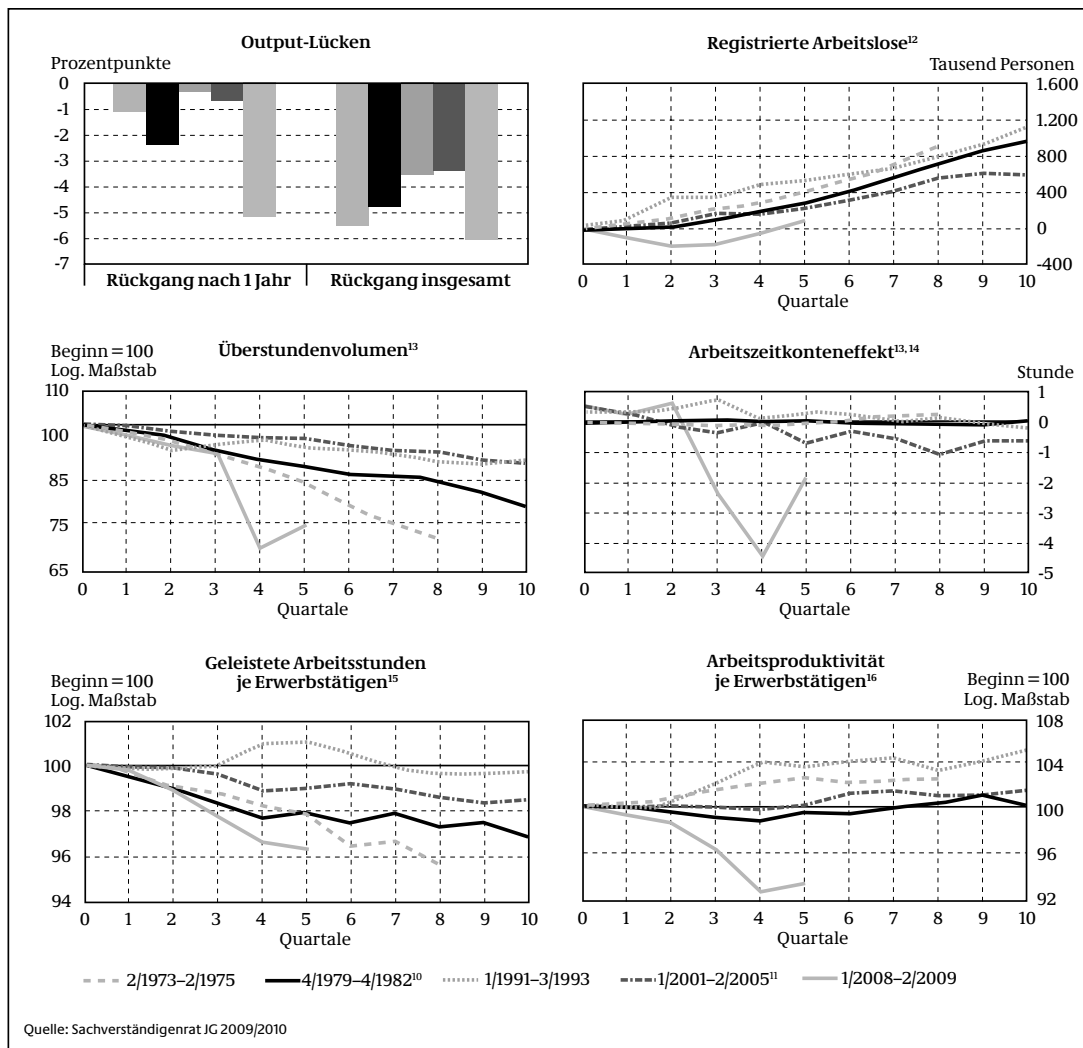 Output-Lücken
Prozentpunkte
0
-1
-2
-3
-4
-5
-6
-7
Rückgang nach 1 Jahr
Rückgang insgesamt
Registrierte Arbeitslose¹²
Tausend Personen
1.600
1.200
800
400
0
-400
0 1 2 3 4 5 6 7 8 9 10
Quartale
Beginn = 100
Log. Maßstab
Überstundenvolumen¹³
110
100
85
75
65
0 1 2 3 4 5 6 7 8 9 10
Quartale
Arbeitszeitkonteneffekt¹³,¹⁴
Stunde
1
0
-1
-2
-3
-4
-5
0 1 2 3 4 5 6 7 8 9 10
Quartale
Geleistete Arbeitsstunden
je Erwerbstätigen¹⁵
Beginn = 100
Log. Maßstab
102
100
98
96
94
0 1 2 3 4 5 6 7 8 9 10
Quartale
Arbeitsproduktivität
je Erwerbstätigen¹⁶
Beginn = 100
Log. Maßstab
108
104
100
96
92
0 1 2 3 4 5 6 7 8 9 10
Quartale
2/1973–2/1975 4/1979–4/1982¹⁰ 1/1991–3/1993 1/2001–2/2005¹¹ 1/2008–2/2009
Quelle: Sachverständigenrat JG 2009/2010